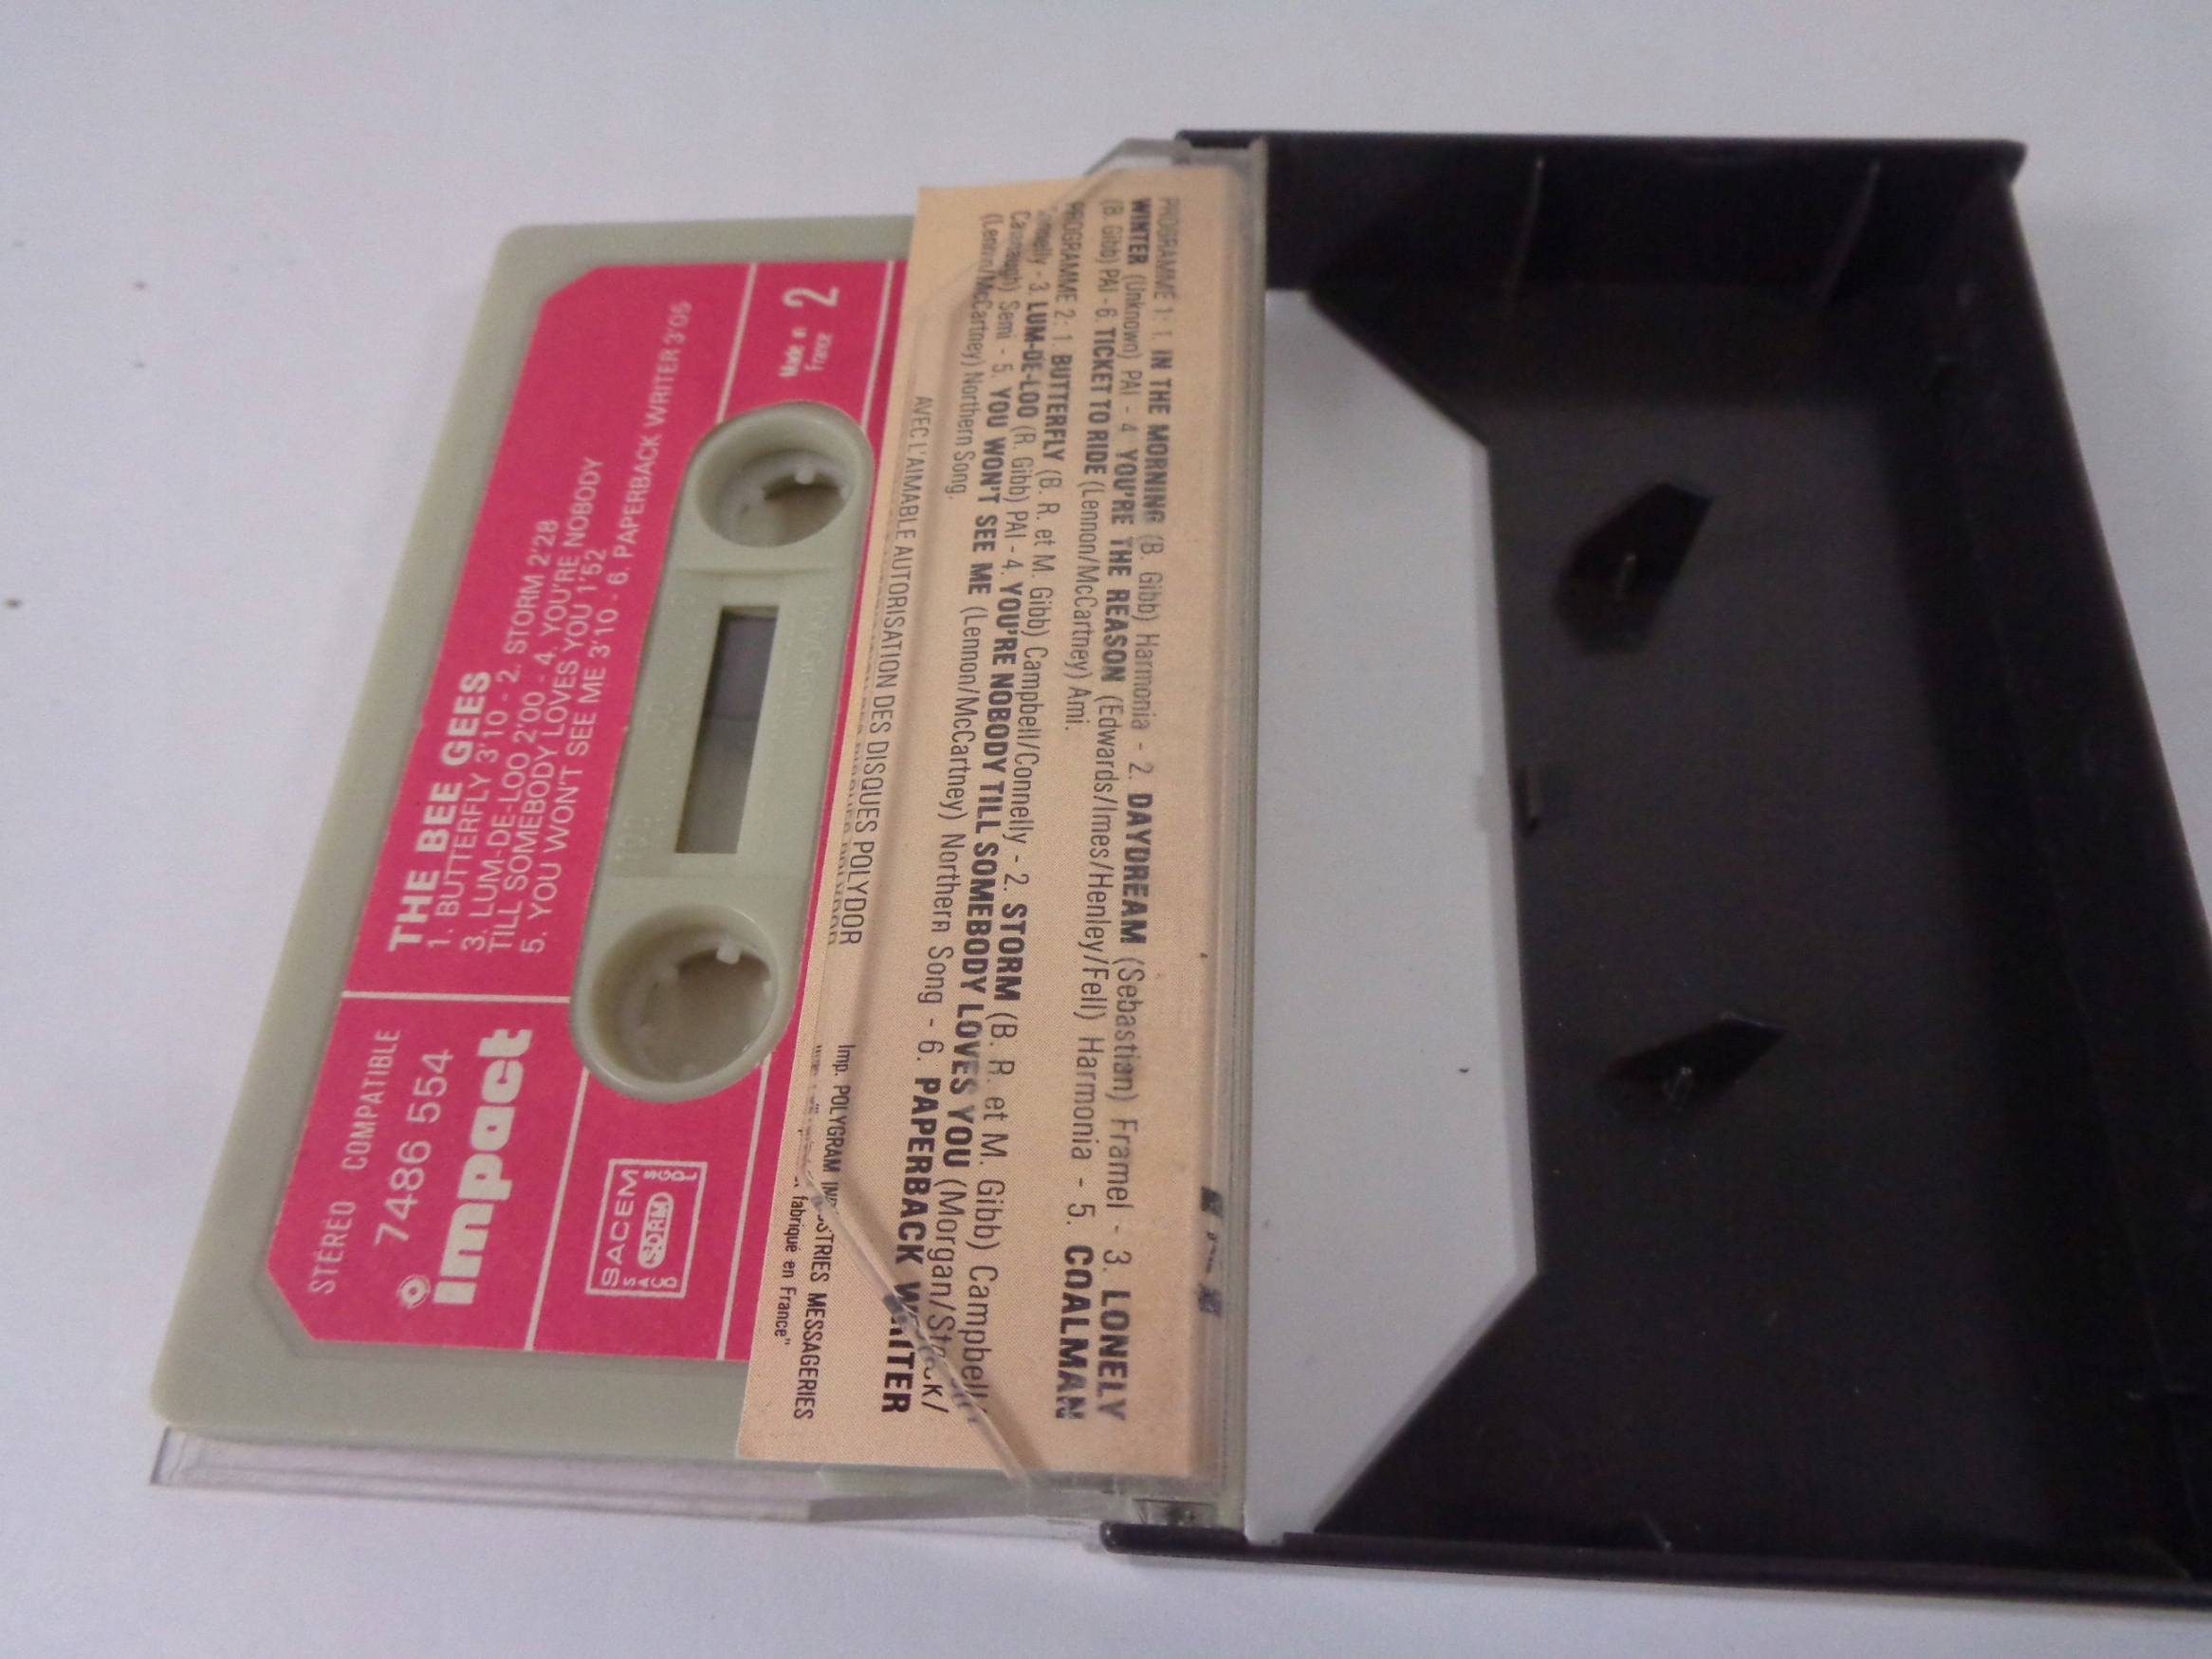 THE BEE GEES
1. BUTTERFLY 3'10 - 2. STORM 2'28
3. LUM-DE-LOO 2'00 - 4. YOU'RE NOBODY
TILL SOMEBODY LOVES YOU 1'52
5. YOU WON'T SEE ME 3'10 - 6. PAPERBACK WRITER 3'05
STÉRÉO COMPATIBLE
7486 554
impact
SACEM
SACD
SDRM
SGDL
Made in
France
2
PolyGram
100
50
PROGRAMME 1: 1. IN THE MORNING (B. Gibb) Harmonia - 2. DAYDREAM (Sebastian) Framel - 3. LONELY
WINTER (Unknown) PAI - 4. YOU'RE THE REASON (Edwards/Imes/Henley/Fell) Harmonia - 5. COALMAN
(B. Gibb) PAI - 6. TICKET TO RIDE (Lennon/McCartney) Ami.
PROGRAMME 2: 1. BUTTERFLY (B. R. et M. Gibb) Campbell/Connelly - 2. STORM (B. R. et M. Gibb) Campbell/
Connelly - 3. LUM-DE-LOO (R. Gibb) PAI - 4. YOU'RE NOBODY TILL SOMEBODY LOVES YOU (Morgan/Stock/
Cavanaugh) Semi - 5. YOU WON'T SEE ME (Lennon/McCartney) Northern Song - 6. PAPERBACK WRITER
(Lennon/McCartney) Northern Song.
AVEC L'AIMABLE AUTORISATION DES DISQUES POLYDOR
Imp. POLYGRAM INDUSTRIES MESSAGERIES
fabriqué en France"